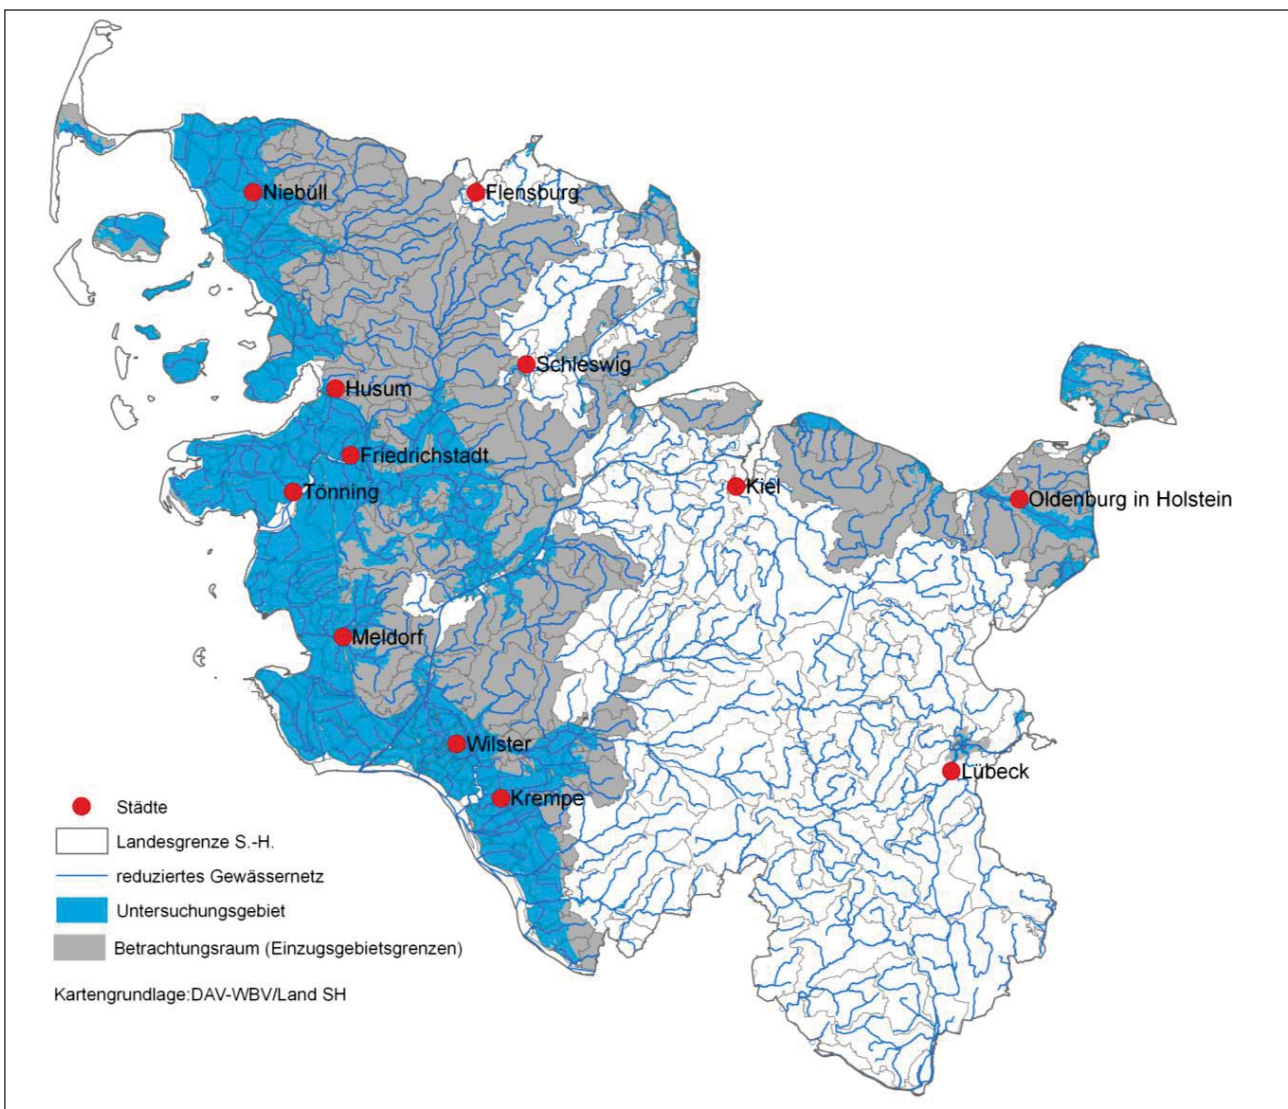 Niebüll
Flensburg
Schleswig
Husum
Friedrichstadt
Tönning
Kiel
Oldenburg in Holstein
Meldorf
Wilster
Lübeck
Krempe
Städte
Landesgrenze S.-H.
reduziertes Gewässernetz
Untersuchungsgebiet
Betrachtungsraum (Einzugsgebietsgrenzen)
Kartengrundlage:DAV-WBV/Land SH